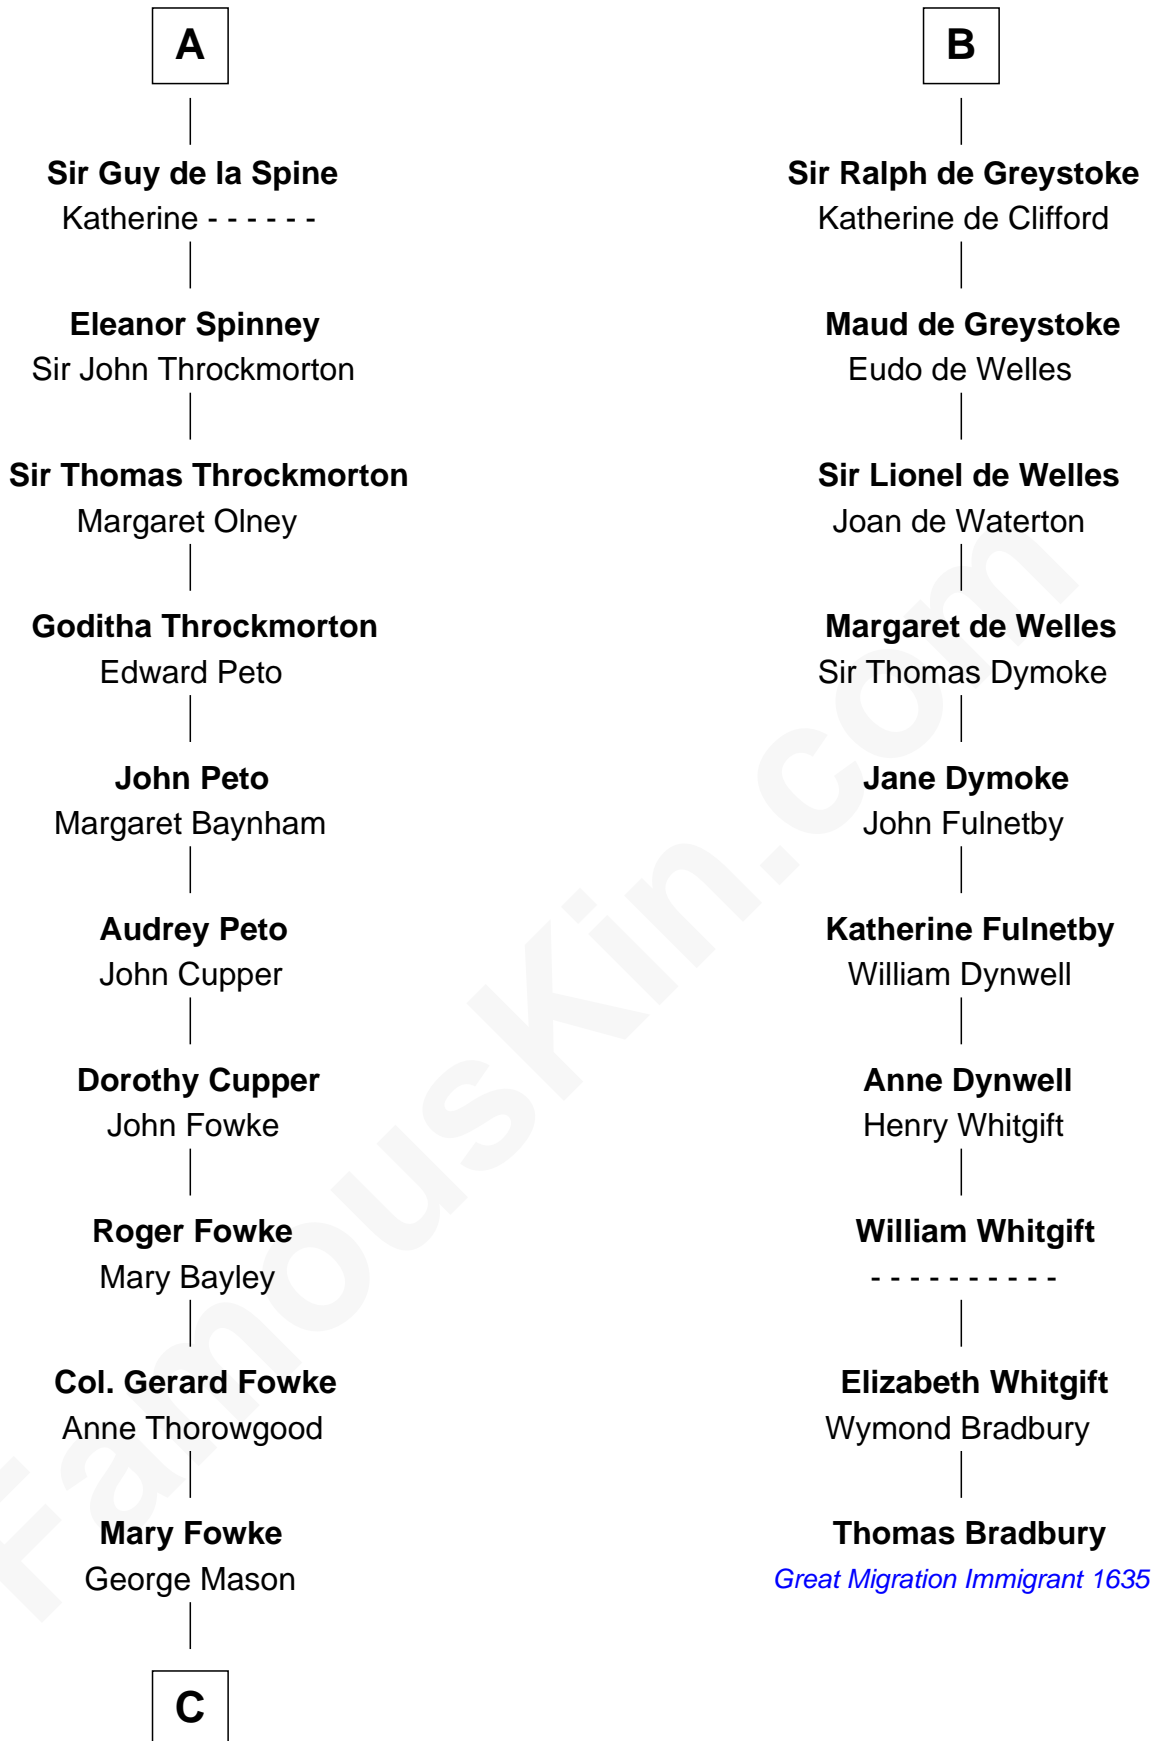 A
Sir Guy de la Spine
Katherine - - - - - -
Eleanor Spinney
Sir John Throckmorton
Sir Thomas Throckmorton
Margaret Olney
Goditha Throckmorton
Edward Peto
John Peto
Margaret Baynham
Audrey Peto
John Cupper
Dorothy Cupper
John Fowke
Roger Fowke
Mary Bayley
Col. Gerard Fowke
Anne Thorowgood
Mary Fowke
George Mason
C
B
Sir Ralph de Greystoke
Katherine de Clifford
Maud de Greystoke
Eudo de Welles
Sir Lionel de Welles
Joan de Waterton
Margaret de Welles
Sir Thomas Dymoke
Jane Dymoke
John Fulnetby
Katherine Fulnetby
William Dynwell
Anne Dynwell
Henry Whitgift
William Whitgift
- - - - - - - - - -
Elizabeth Whitgift
Wymond Bradbury
Thomas Bradbury
Great Migration Immigrant 1635
FamousKin.com